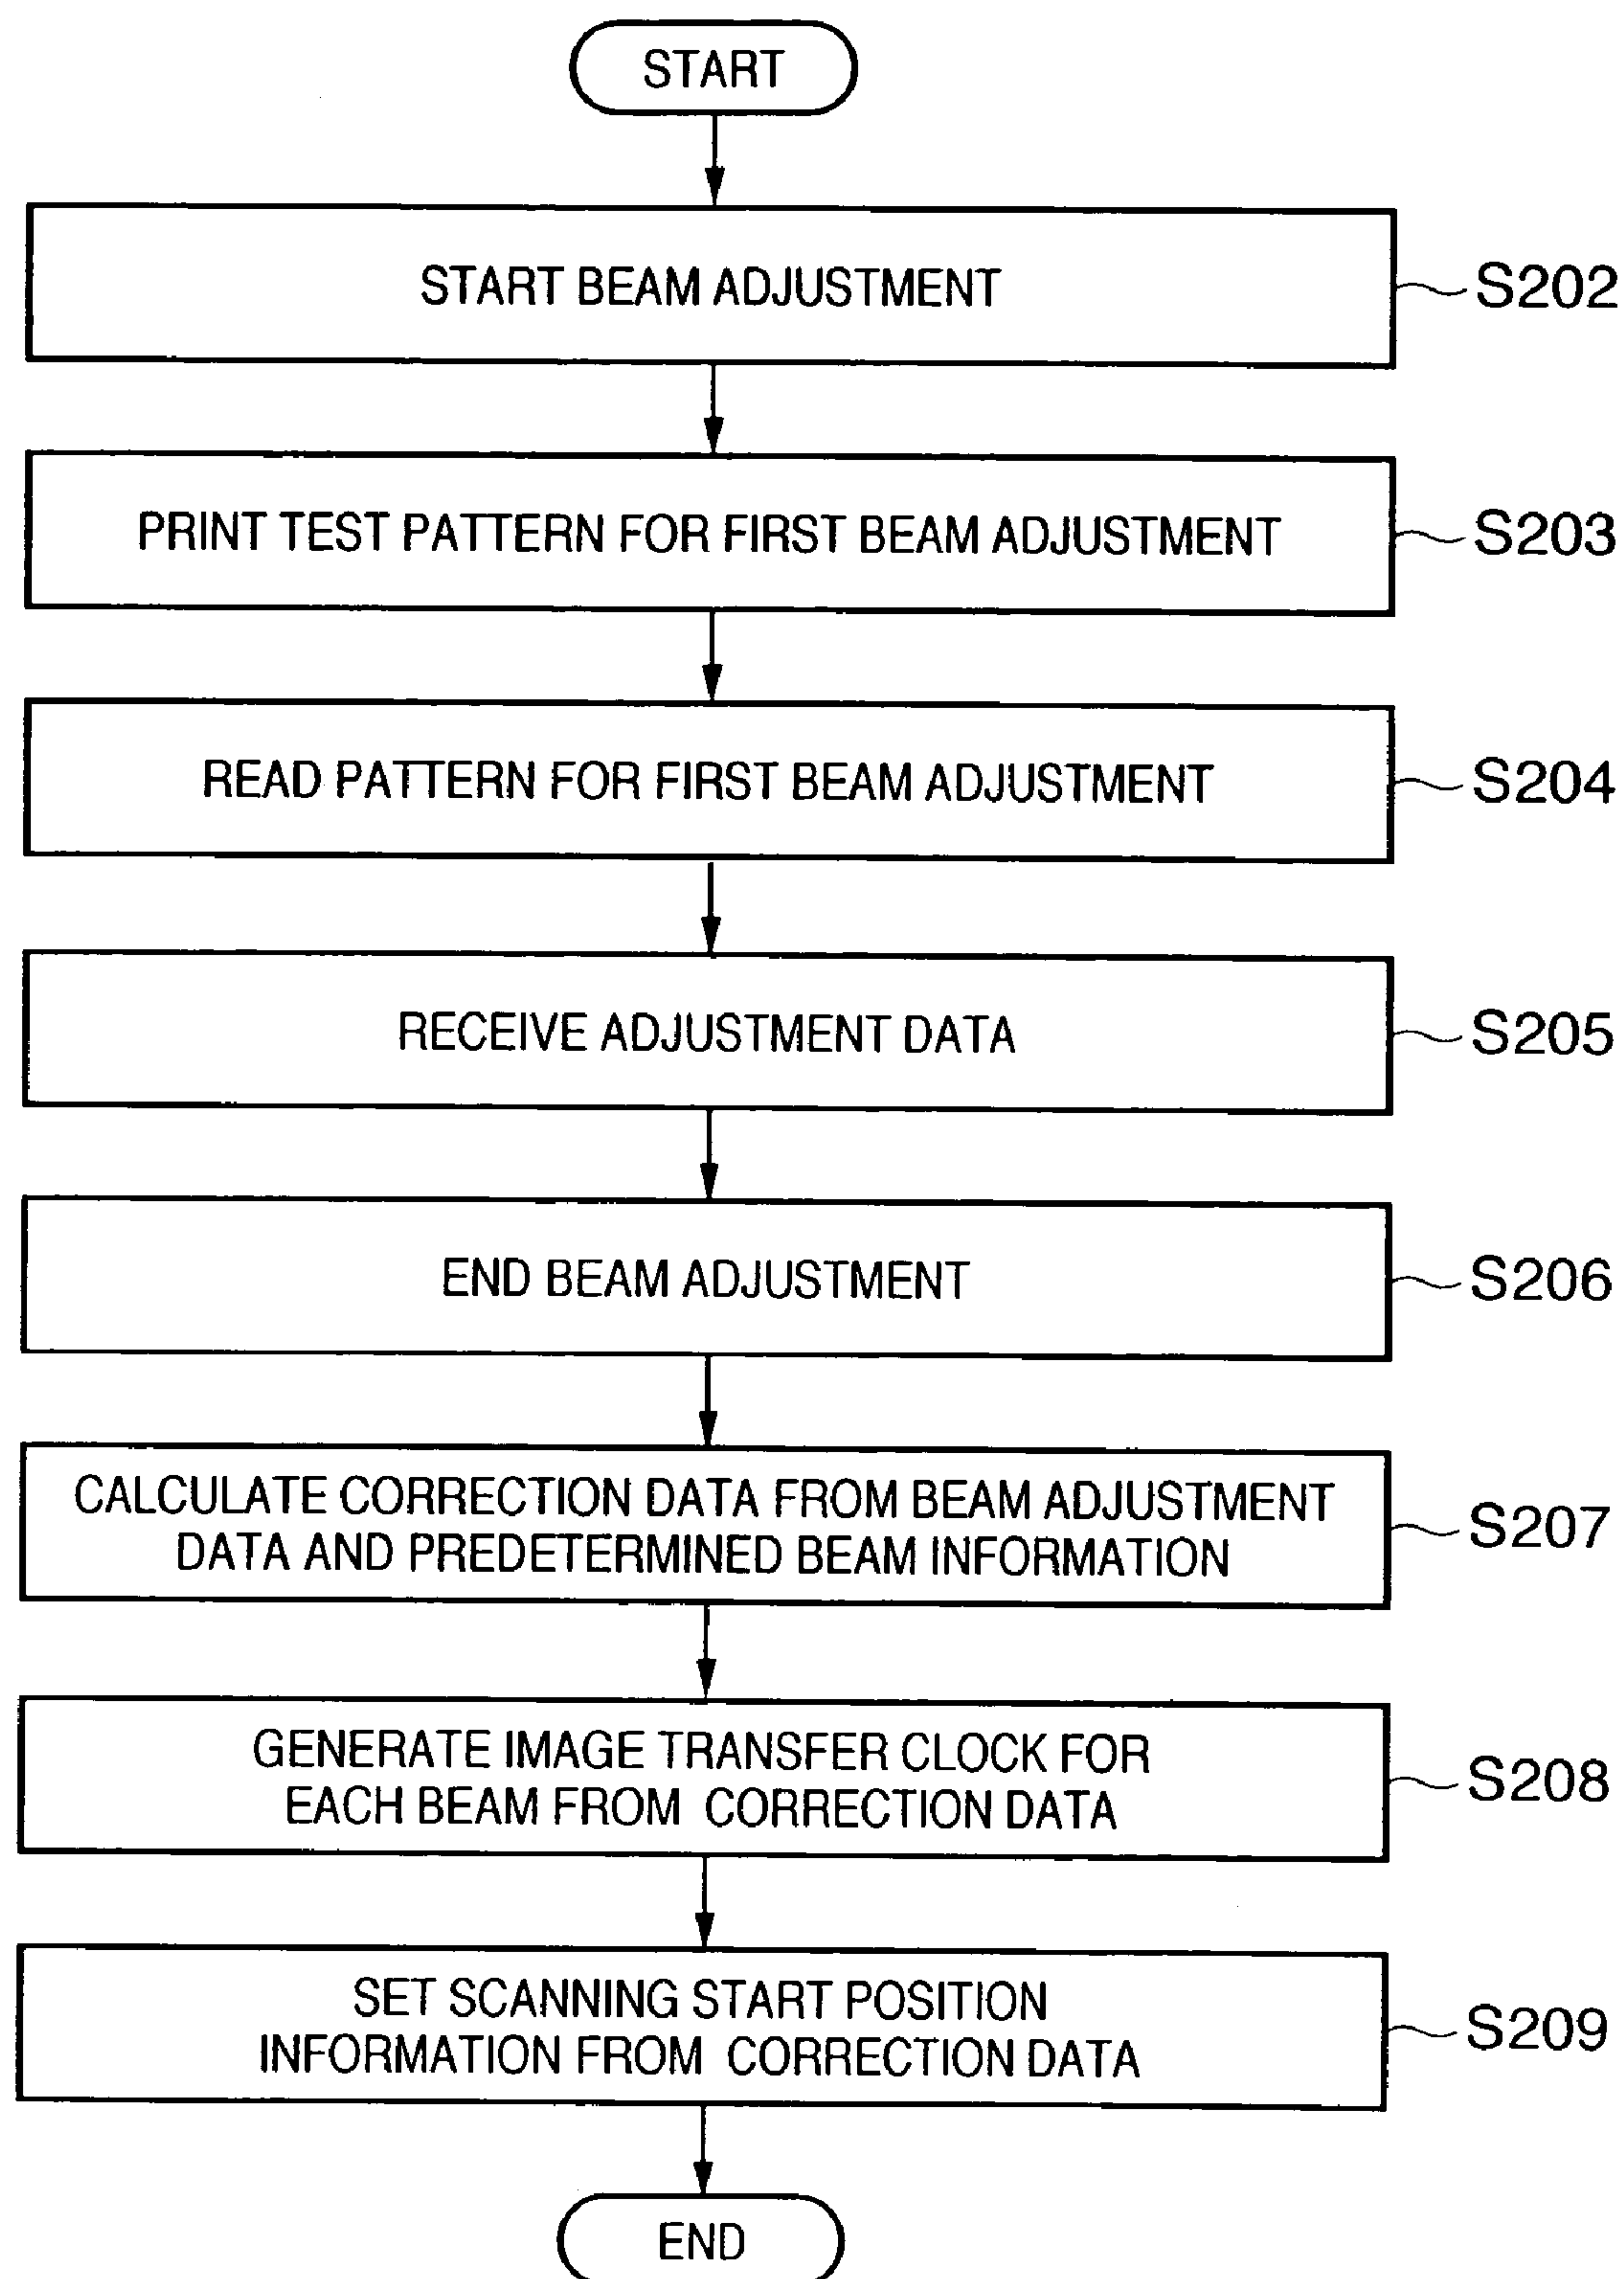 START
START BEAM ADJUSTMENT
S202
PRINT TEST PATTERN FOR FIRST BEAM ADJUSTMENT
S203
READ PATTERN FOR FIRST BEAM ADJUSTMENT
S204
RECEIVE ADJUSTMENT DATA
S205
END BEAM ADJUSTMENT
S206
CALCULATE CORRECTION DATA FROM BEAM ADJUSTMENT
DATA AND PREDETERMINED BEAM INFORMATION
S207
GENERATE IMAGE TRANSFER CLOCK FOR
EACH BEAM FROM CORRECTION DATA
S208
SET SCANNING START POSITION
INFORMATION FROM CORRECTION DATA
S209
END